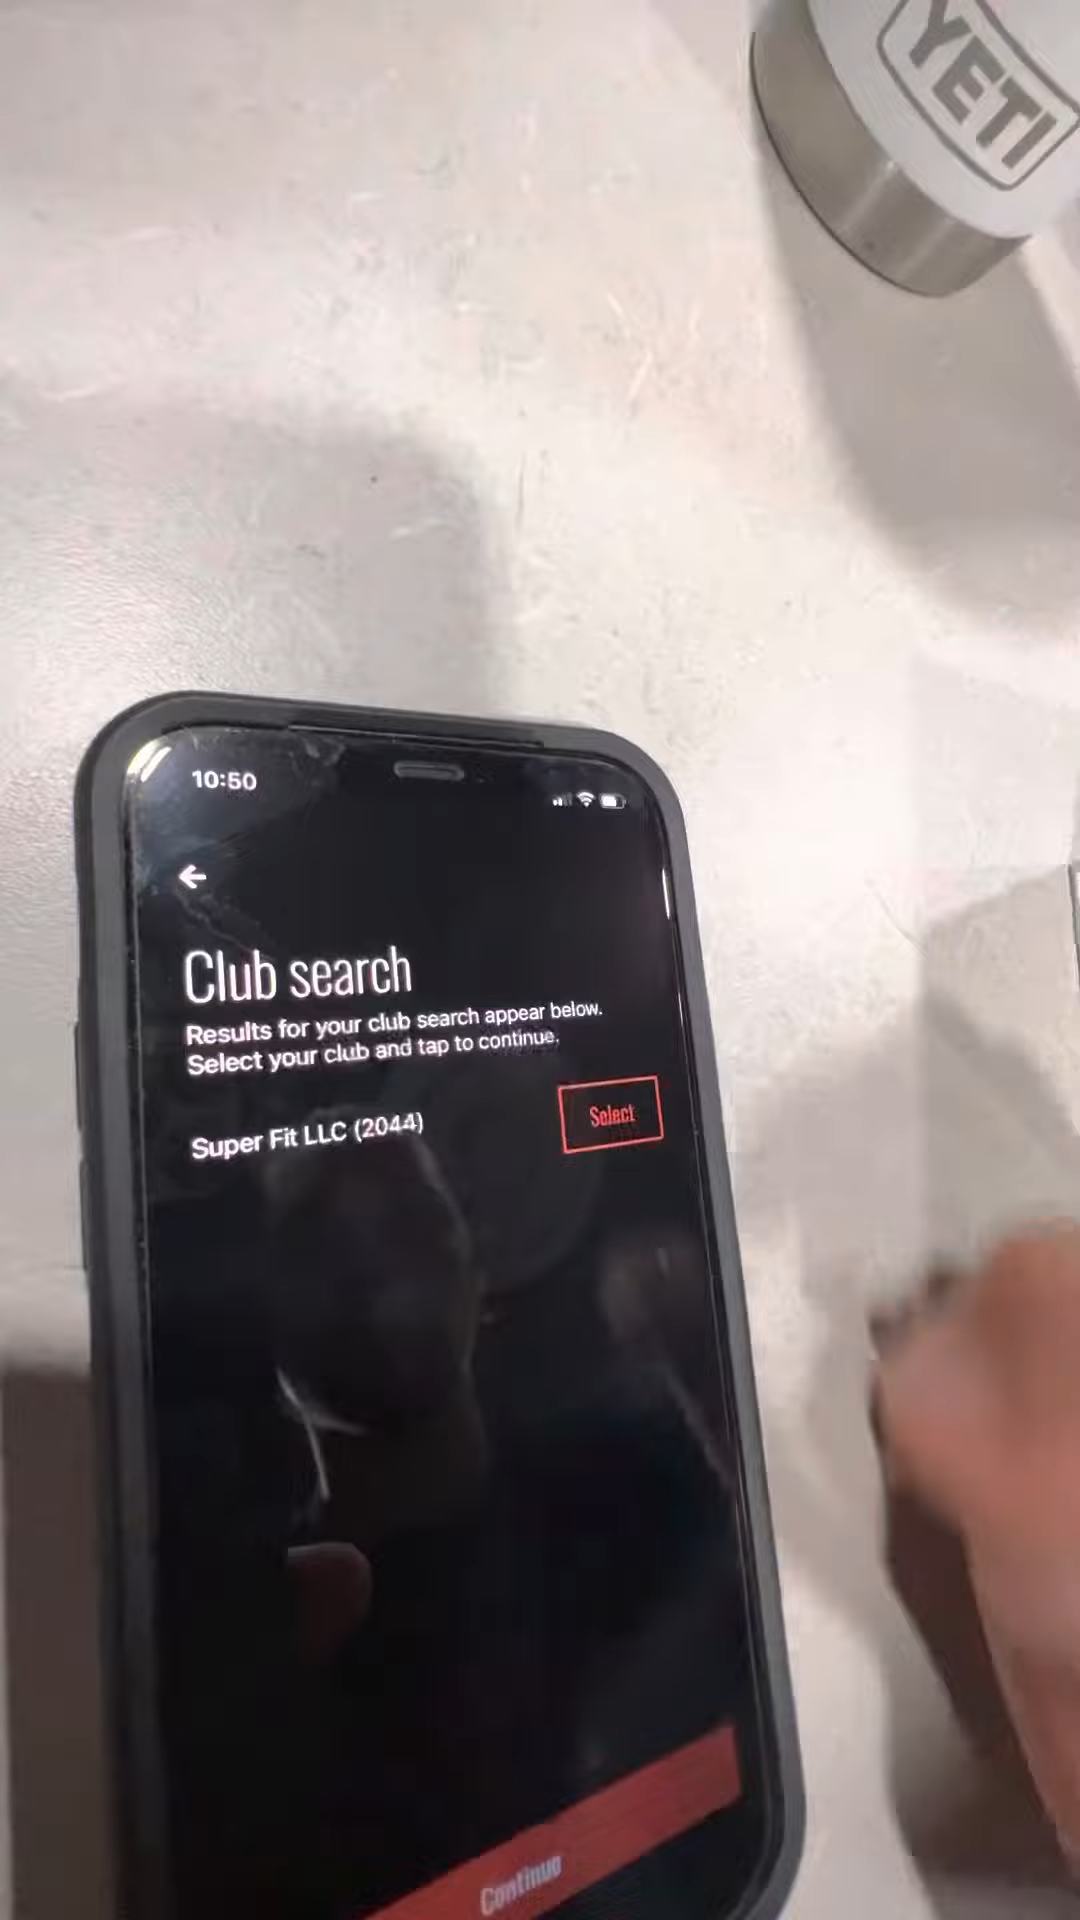 YETI
10:50
Club search
Results for your club search appear below.
Select your club and tap to continue.
Super Fit LLC (2044)
Select
Continue